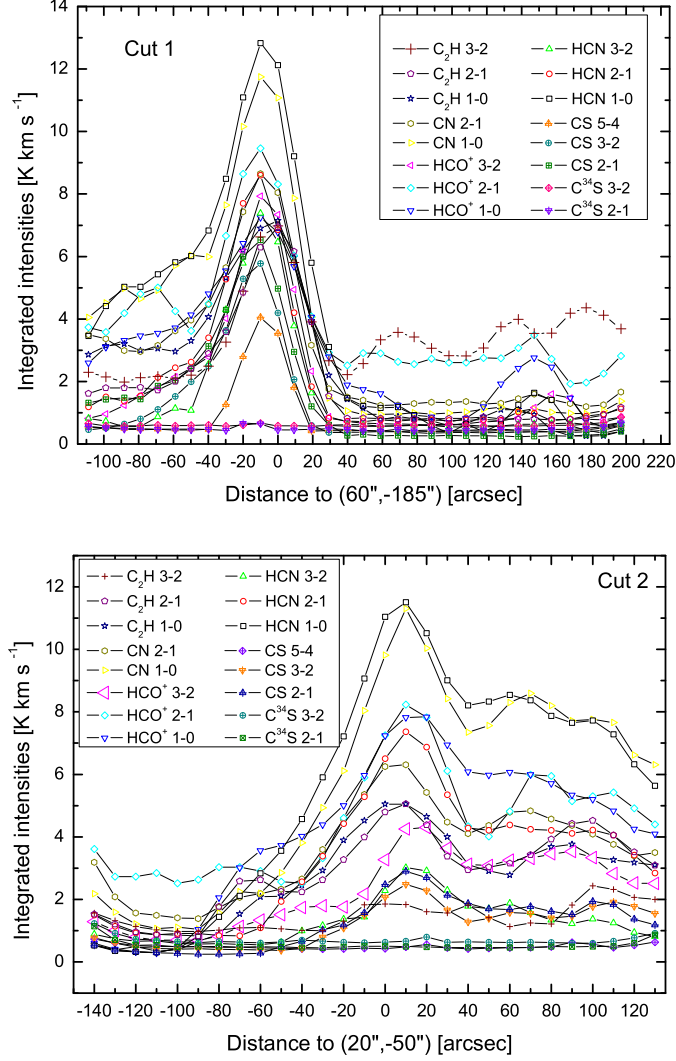 Cut 1
Integrated intensities [K km s⁻¹]
14
12
10
8
6
4
2
0
C₂H 3-2
C₂H 2-1
C₂H 1-0
CN 2-1
CN 1-0
HCO⁺ 3-2
HCO⁺ 2-1
HCO⁺ 1-0
HCN 3-2
HCN 2-1
HCN 1-0
CS 5-4
CS 3-2
CS 2-1
C³⁴S 3-2
C³⁴S 2-1
-100 -80 -60 -40 -20 0 20 40 60 80 100 120 140 160 180 200 220
Distance to (60",-185") [arcsec]
Cut 2
Integrated intensities [K km s⁻¹]
12
10
8
6
4
2
0
C₂H 3-2
C₂H 2-1
C₂H 1-0
CN 2-1
CN 1-0
HCO⁺ 3-2
HCO⁺ 2-1
HCO⁺ 1-0
HCN 3-2
HCN 2-1
HCN 1-0
CS 5-4
CS 3-2
CS 2-1
C³⁴S 3-2
C³⁴S 2-1
-140 -120 -100 -80 -60 -40 -20 0 20 40 60 80 100 120
Distance to (20",-50") [arcsec]